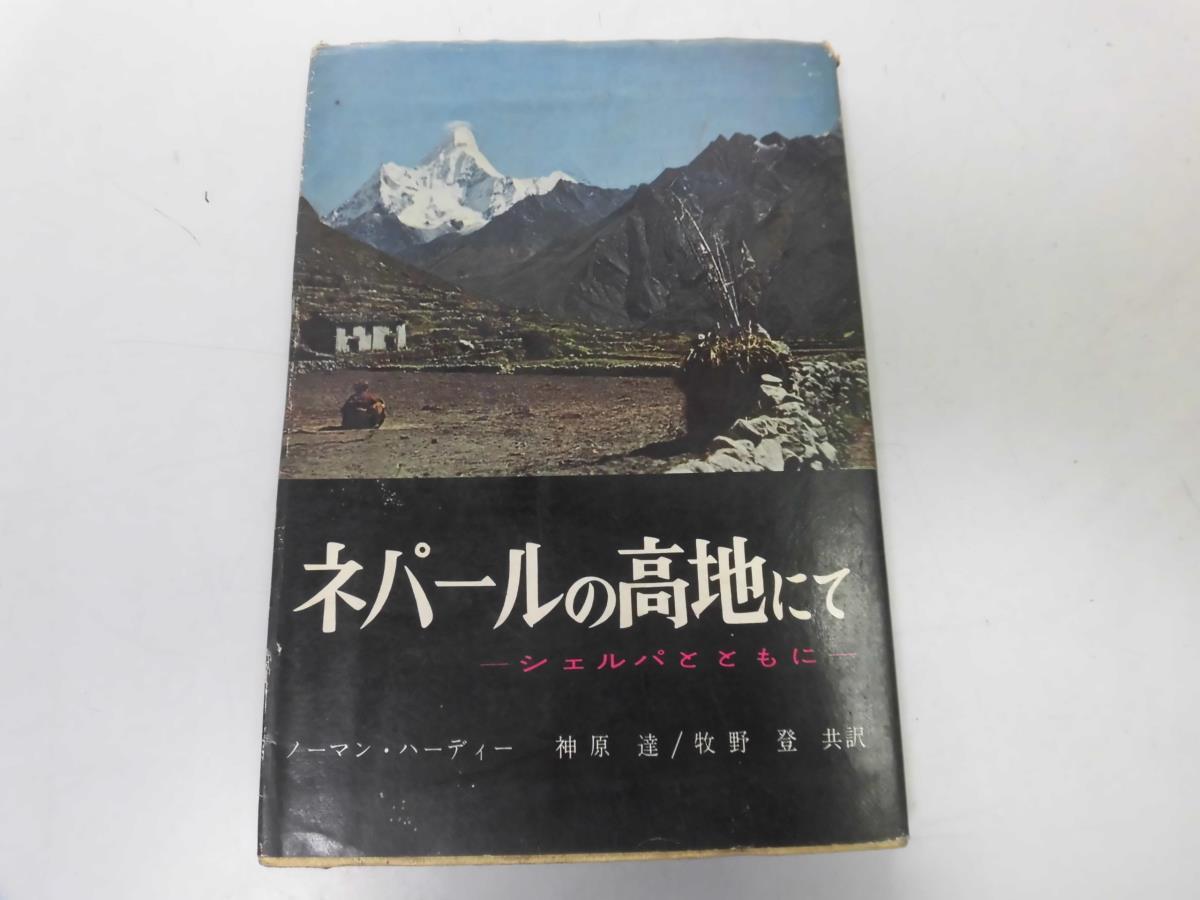 ネパールの高地にて
―シェルパとともに―
ノーマン・ハーディー 神原 達/牧野 登 共訳